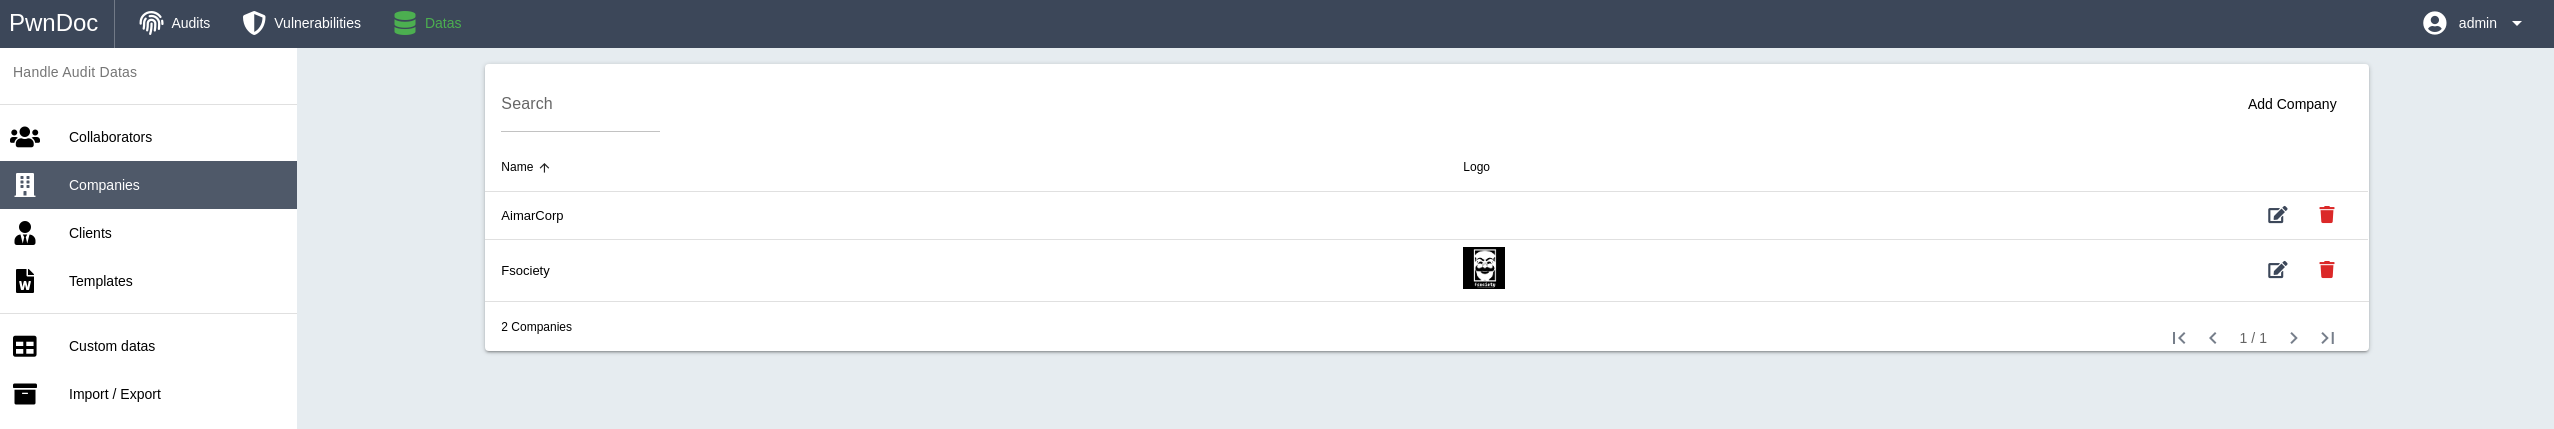 PwnDoc
Audits
Vulnerabilities
Datas
admin
Handle Audit Datas
Collaborators
Companies
Clients
Templates
Custom datas
Import / Export
Search
Add Company
Name
Logo
AimarCorp
Fsociety
fsociety
2 Companies
1 / 1